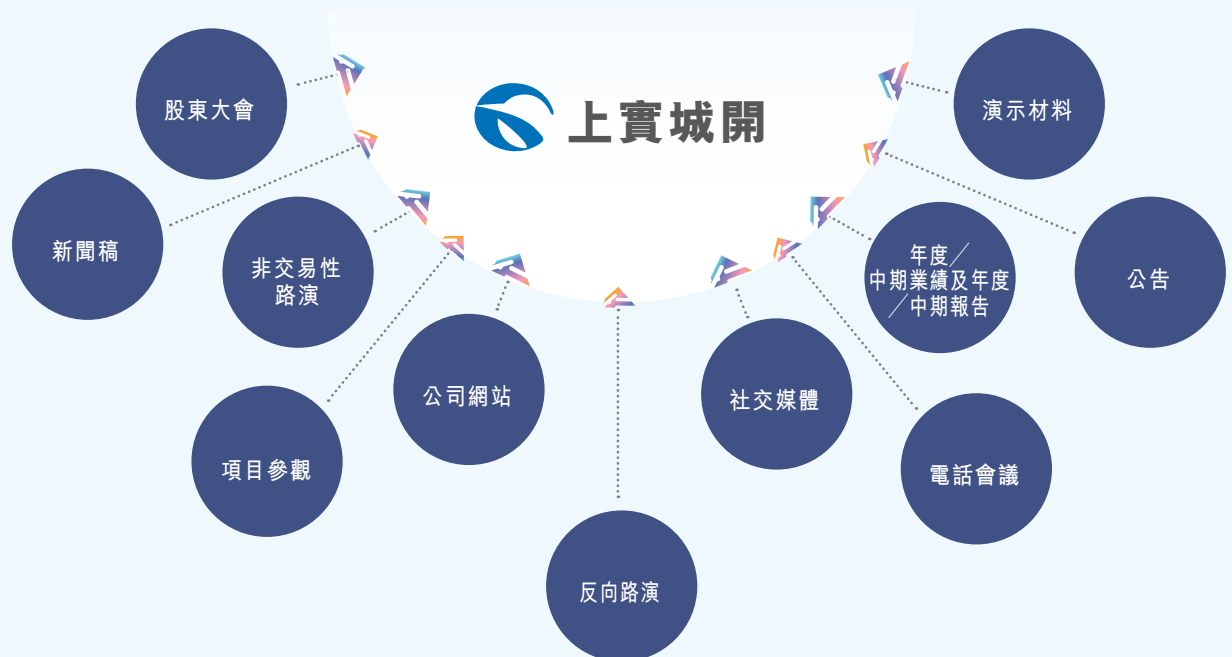 上實城開
股東大會
演示材料
新聞稿
非交易性
路演
年度／
中期業績及年度
／中期報告
公告
公司網站
社交媒體
項目參觀
電話會議
反向路演